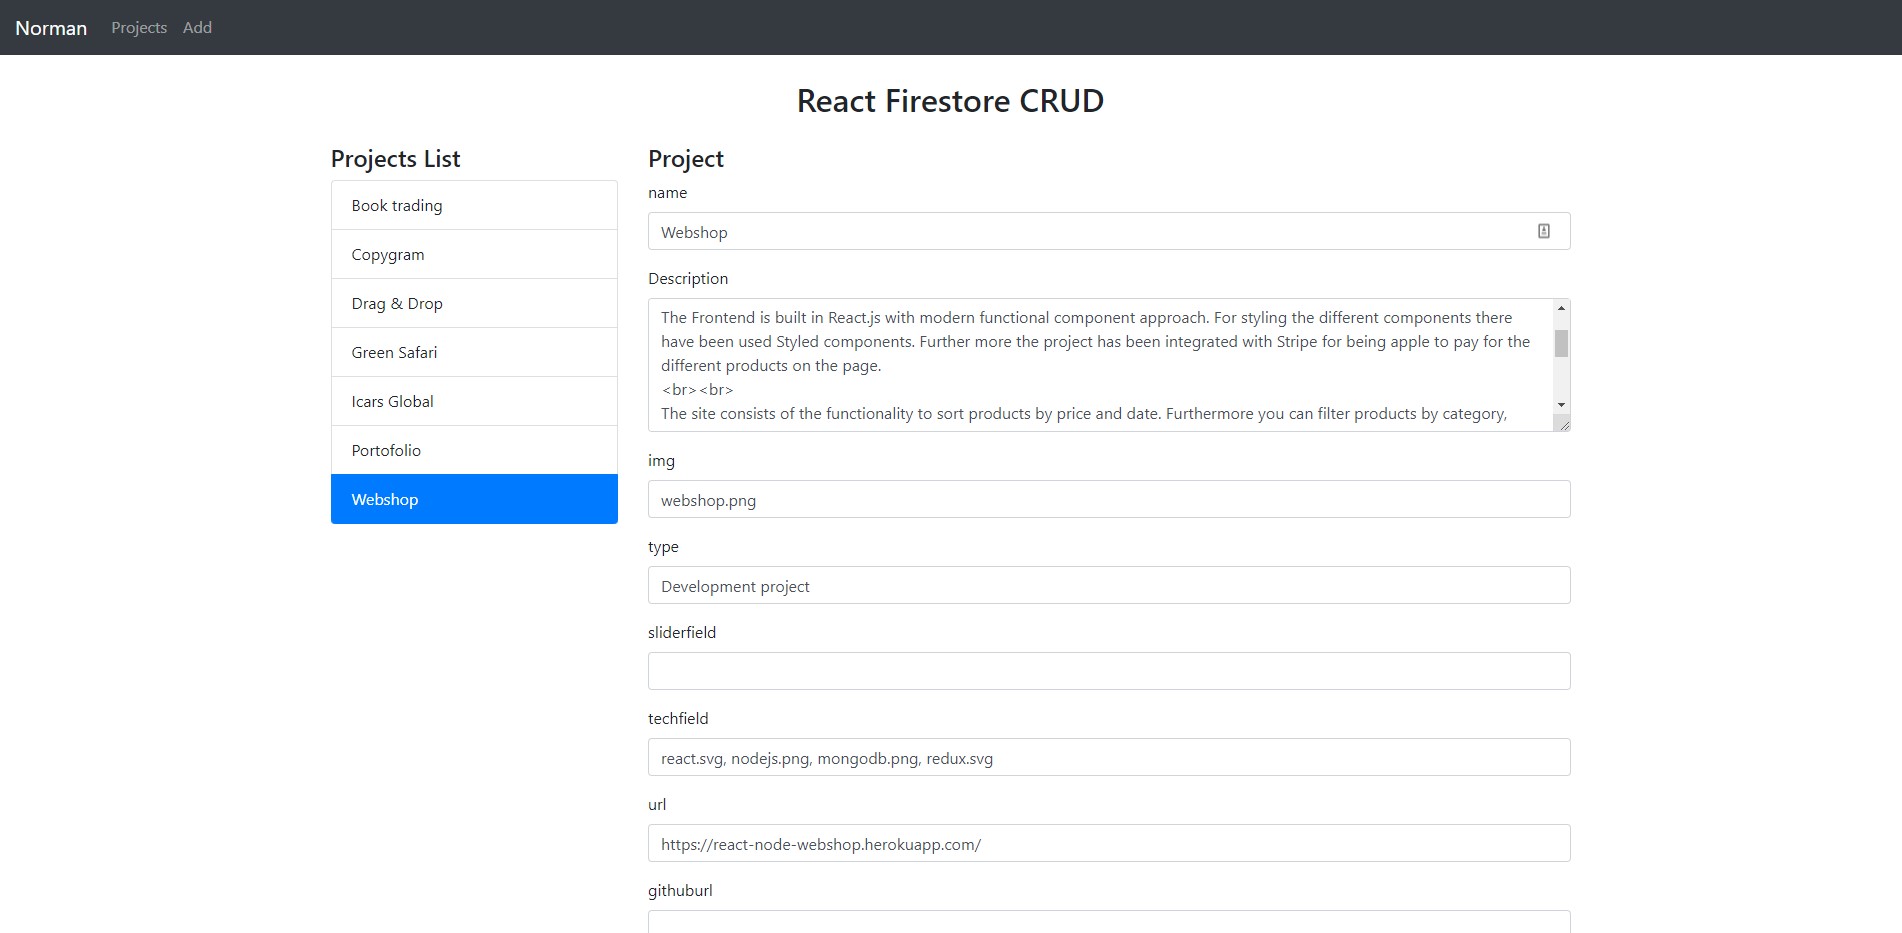 Norman Projects Add
React Firestore CRUD
Projects List
Book trading
Copygram
Drag & Drop
Green Safari
Icars Global
Portofolio
Webshop
Project
name
Webshop
Description
The Frontend is built in React.js with modern functional component approach. For styling the different components there
have been used Styled components. Further more the project has been integrated with Stripe for being apple to pay for the
different products on the page.
<br><br>
The site consists of the functionality to sort products by price and date. Furthermore you can filter products by category,
img
webshop.png
type
Development project
sliderfield
techfield
react.svg, nodejs.png, mongodb.png, redux.svg
url
https://react-node-webshop.herokuapp.com/
githuburl